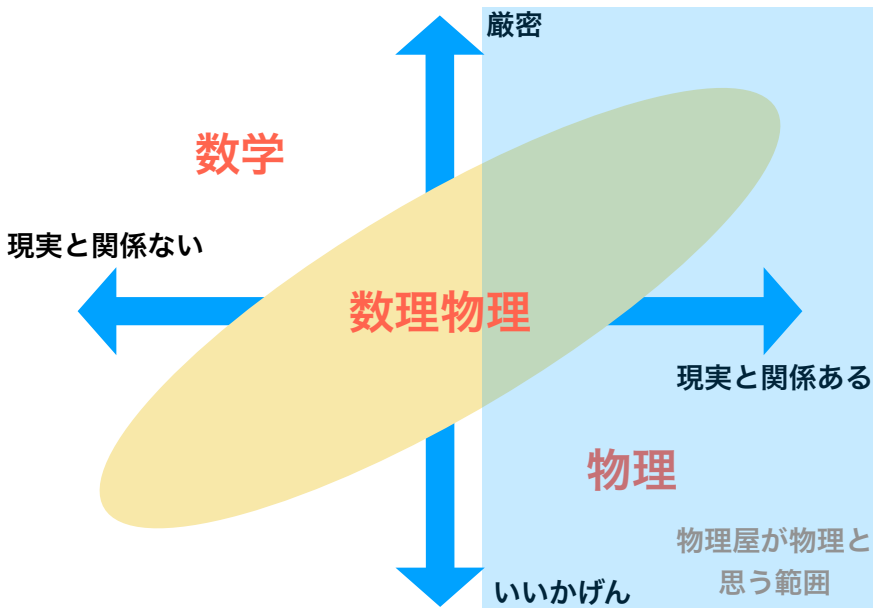 厳密
数学
現実と関係ない
数理物理
現実と関係ある
物理
物理屋が物理と
思う範囲
いいかげん